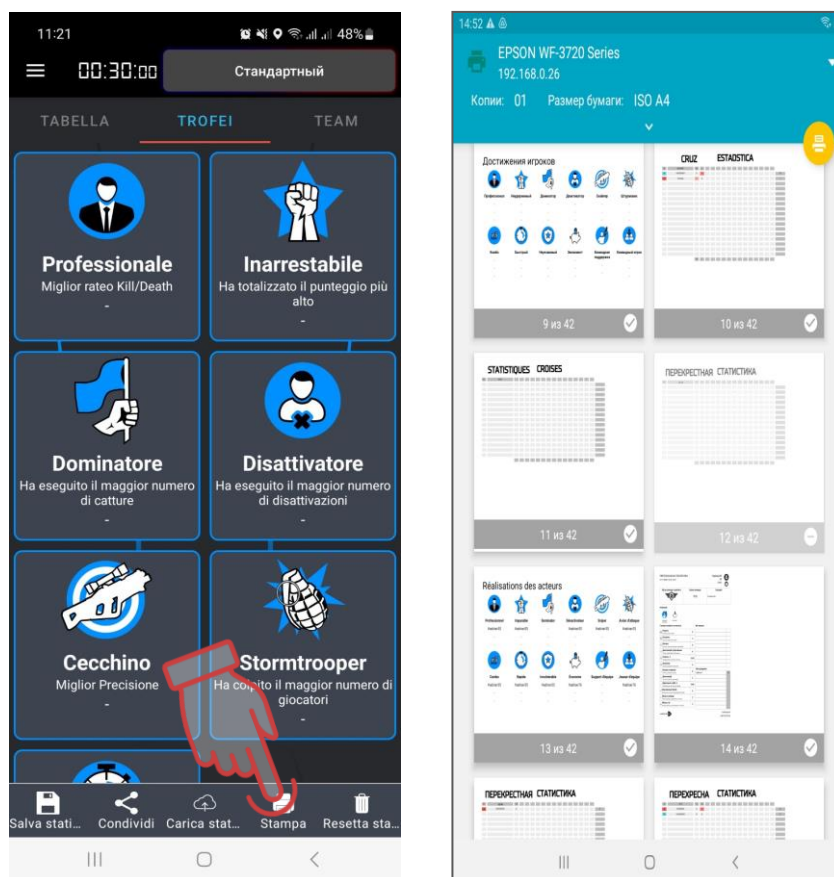 11:21
48%
00:30:00
Стандартный
TABELLA TROFEI TEAM
Professionale
Miglior rateo Kill/Death
-
Inarrestabile
Ha totalizzato il punteggio più
alto
-
Dominatore
Ha eseguito il maggior numero
di catture
-
Disattivatore
Ha eseguito il maggior numero
di disattivazioni
-
Cecchino
Miglior Precisione
-
Stormtrooper
Ha colpito il maggior numero di
giocatori
-
Salva stati... Condividi Carica stat... Stampa Resetta sta...
14:52
EPSON WF-3720 Series
192.168.0.26
Копии: 01 Размер бумаги: ISO A4
Достижения игроков
9 из 42
CRUZ ESTADSTICA
10 из 42
STATISTIQUES CROISES
11 из 42
ПЕРЕКРЕСТНАЯ СТАТИСТИКА
12 из 42
Réalisations des acteurs
13 из 42
14 из 42
ПЕРЕКРЕСТНАЯ СТАТИСТИКА
ПЕРЕХРЕСНА СТАТИСТИКА